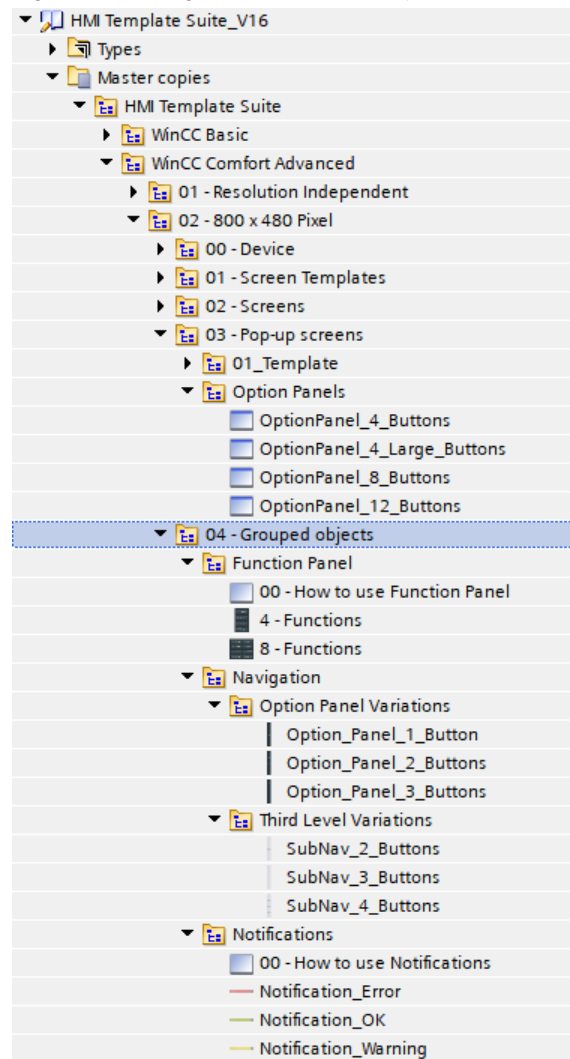 HMI Template Suite_V16
Types
Master copies
HMI Template Suite
WinCC Basic
WinCC Comfort Advanced
01 - Resolution Independent
02 - 800 x 480 Pixel
00 - Device
01 - Screen Templates
02 - Screens
03 - Pop-up screens
01_Template
Option Panels
OptionPanel_4_Buttons
OptionPanel_4_Large_Buttons
OptionPanel_8_Buttons
OptionPanel_12_Buttons
04 - Grouped objects
Function Panel
00 - How to use Function Panel
4 - Functions
8 - Functions
Navigation
Option Panel Variations
Option_Panel_1_Button
Option_Panel_2_Buttons
Option_Panel_3_Buttons
Third Level Variations
SubNav_2_Buttons
SubNav_3_Buttons
SubNav_4_Buttons
Notifications
00 - How to use Notifications
Notification_Error
Notification_OK
Notification_Warning